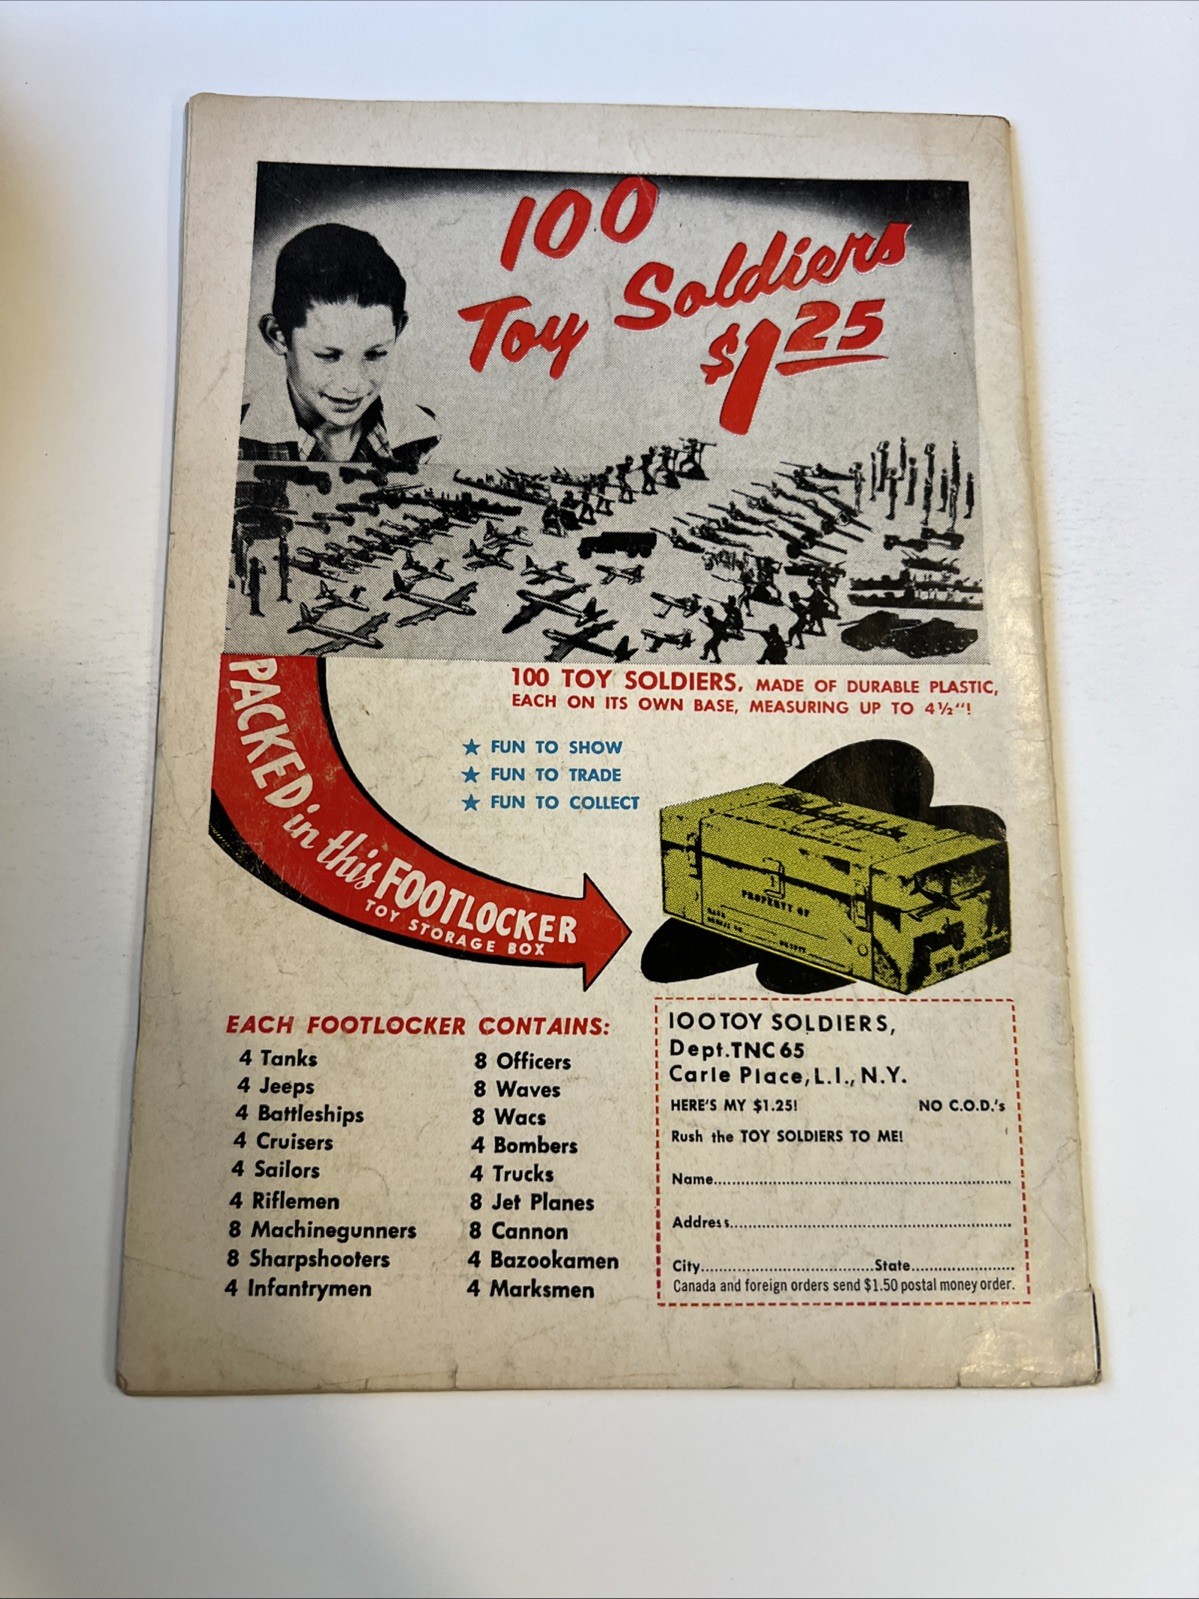 100
Toy Soldiers
$1.25
100 TOY SOLDIERS, MADE OF DURABLE PLASTIC,
EACH ON ITS OWN BASE, MEASURING UP TO 4½"!
PACKED in this FOOTLOCKER
TOY STORAGE BOX
★ FUN TO SHOW
★ FUN TO TRADE
★ FUN TO COLLECT
PROPERTY OF
TOY SOLDIERS
EACH FOOTLOCKER CONTAINS:
4 Tanks
4 Jeeps
4 Battleships
4 Cruisers
4 Sailors
4 Riflemen
8 Machinegunners
8 Sharpshooters
4 Infantrymen
8 Officers
8 Waves
8 Wacs
4 Bombers
4 Trucks
8 Jet Planes
8 Cannon
4 Bazookamen
4 Marksmen
100 TOY SOLDIERS,
Dept. TNC 65
Carle Place, L.I., N.Y.
HERE'S MY $1.25! NO C.O.D.'s
Rush the TOY SOLDIERS TO ME!
Name
Address
City State
Canada and foreign orders send $1.50 postal money order.